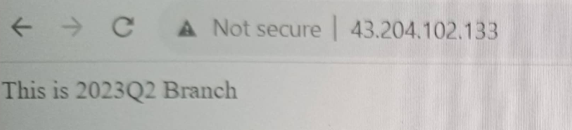 Not secure | 43.204.102.133
This is 2023Q2 Branch